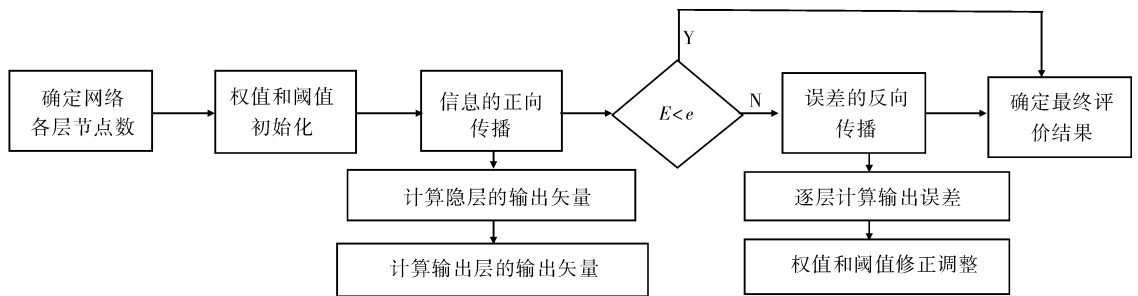 Y
确定网络
各层节点数
权值和阈值
初始化
信息的正向
传播
E<e
N
误差的反向
传播
确定最终评
价结果
计算隐层的输出矢量
逐层计算输出误差
计算输出层的输出矢量
权值和阈值修正调整